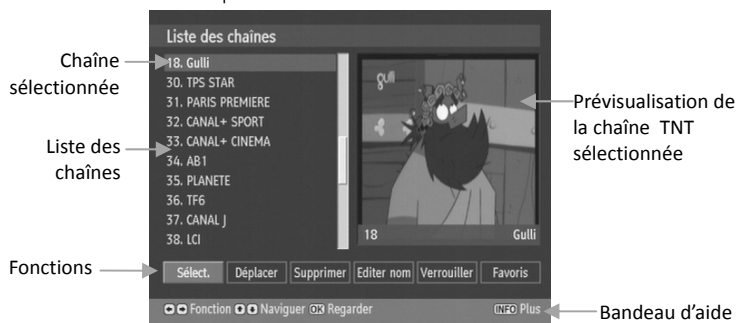 Liste des chaînes
Chaîne
sélectionnée
18. Gulli
30. TPS STAR
31. PARIS PREMIERE
32. CANAL+ SPORT
33. CANAL+ CINEMA
34. AB1
35. PLANETE
36. TF6
37. CANAL J
38. LCI
Liste des
chaînes
gulli
18 Gulli
Prévisualisation de
la chaîne TNT
sélectionnée
Fonctions
Sélect. Déplacer Supprimer Editer nom Verrouiller Favoris
Fonction Naviguer OK Regarder INFO Plus
Bandeau d’aide